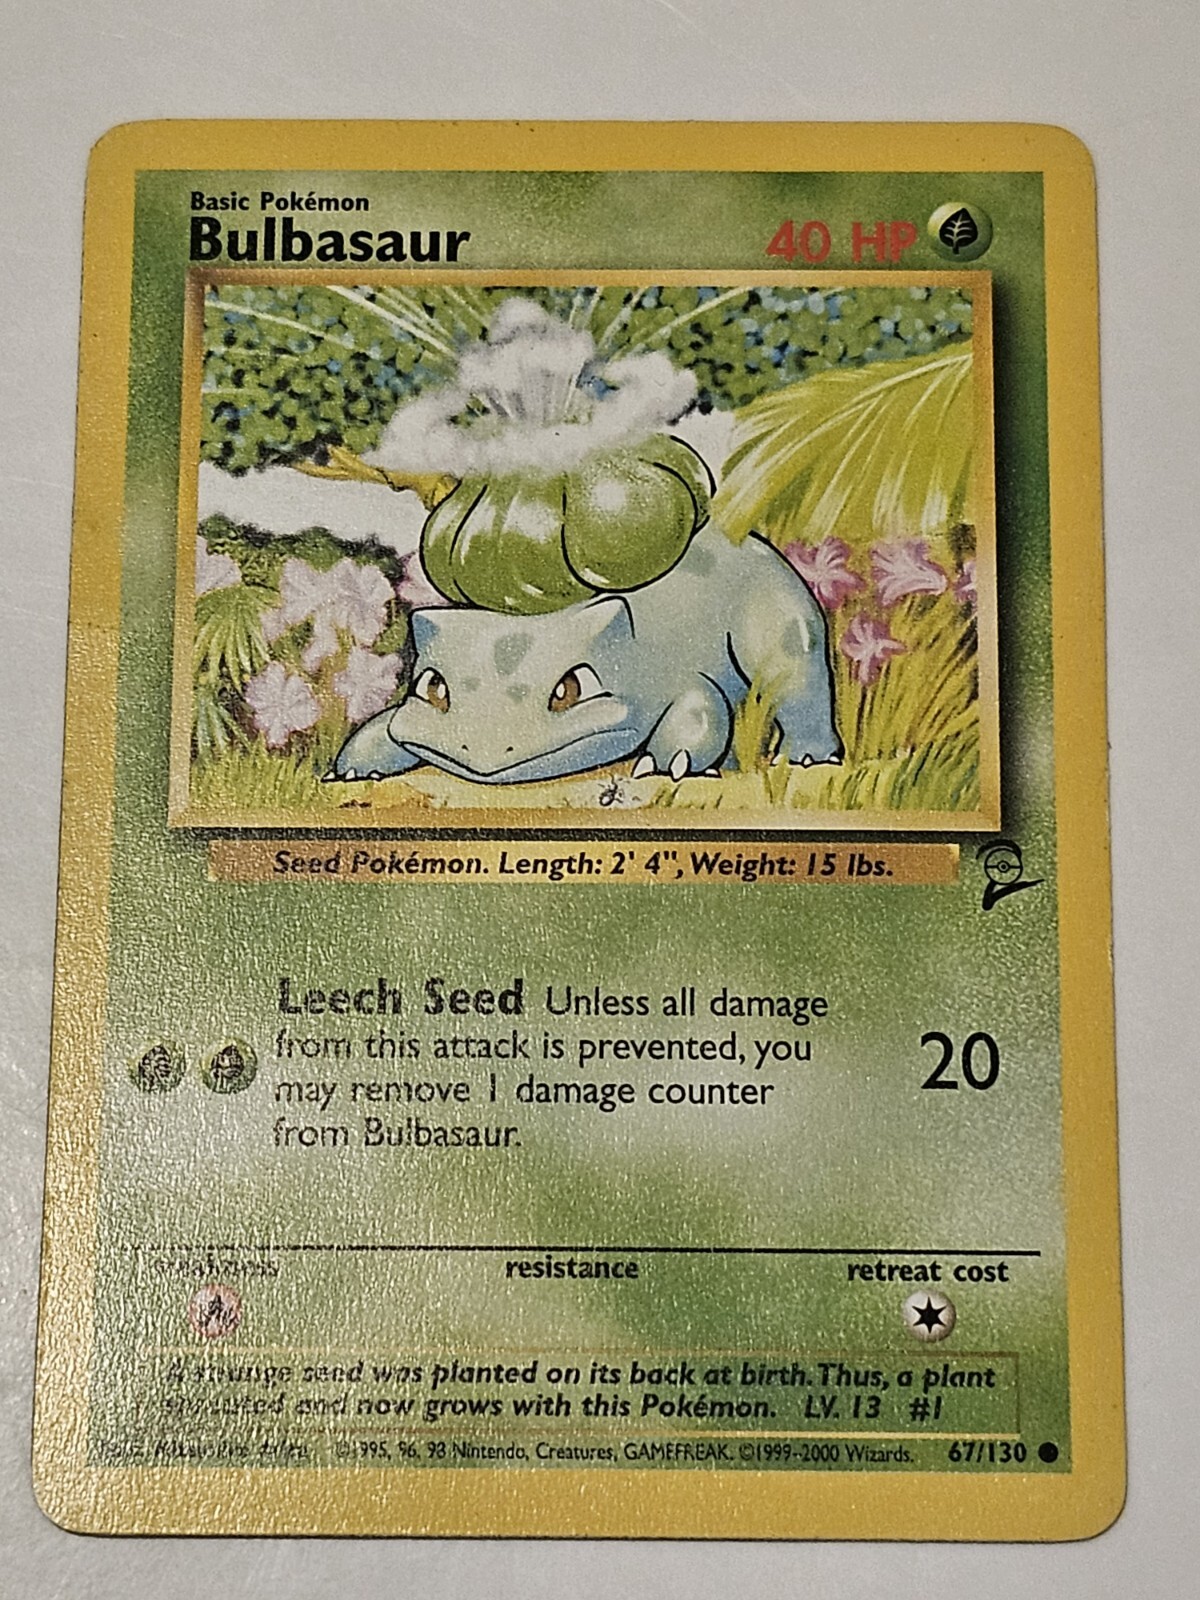 Basic Pokémon
Bulbasaur 40 HP
Seed Pokémon. Length: 2' 4", Weight: 15 lbs.
Leech Seed Unless all damage
from this attack is prevented, you
may remove 1 damage counter
from Bulbasaur.
20
weakness resistance retreat cost
A strange seed was planted on its back at birth. Thus, a plant
sprouted and now grows with this Pokémon. LV. 13 #1
©1995, 96, 98 Nintendo, Creatures, GAMEFREAK. ©1999-2000 Wizards. 67/130